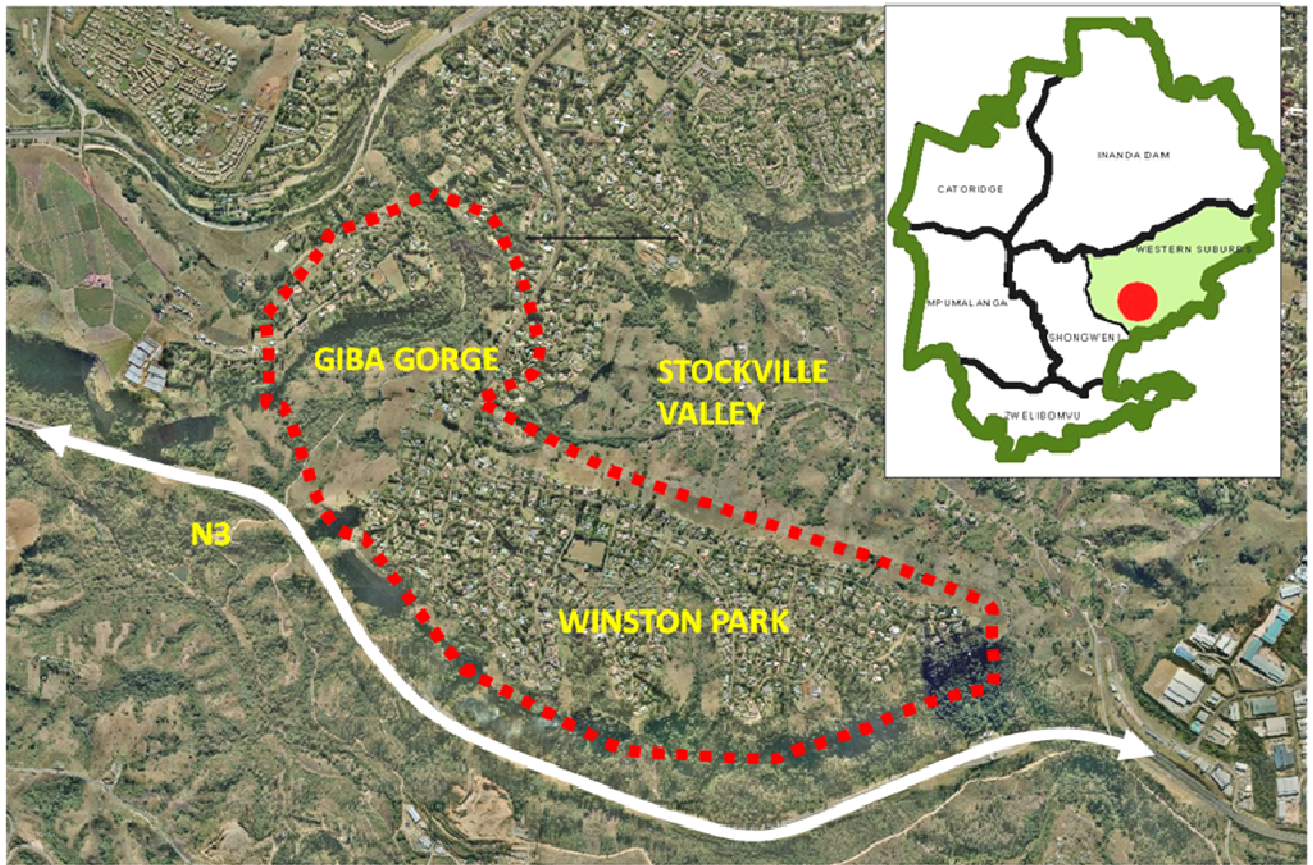 INANDA DAM
CATORIDGE
WESTERN SUBURBS
MPUMALANGA
SHONGWENI
ZWELIBOMVU
GIBA GORGE
STOCKVILLE
VALLEY
N3
WINSTON PARK